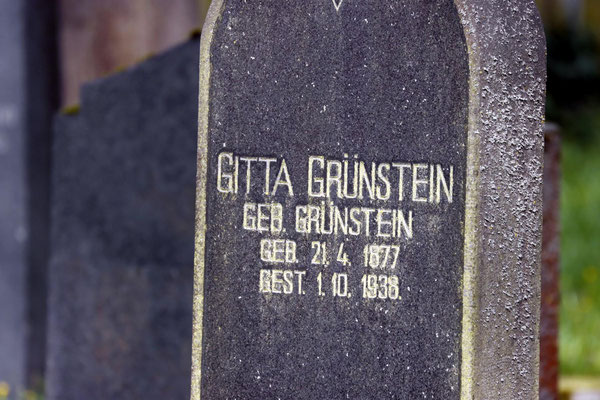 GITTA GRÜNSTEIN
GEB. GRÜNSTEIN
GEB. 21. 4. 1877
GEST. 1. 10. 1938.